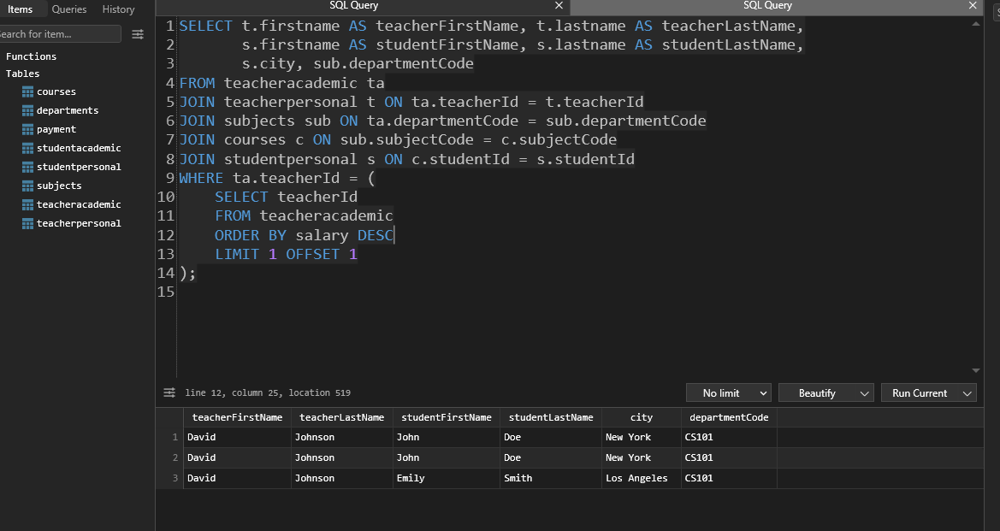 Items Queries History
Search for item...
Functions
Tables
courses
departments
payment
studentacademic
studentpersonal
subjects
teacheracademic
teacherpersonal
SQL Query SQL Query
1 SELECT t.firstname AS teacherFirstName, t.lastname AS teacherLastName,
2 s.firstname AS studentFirstName, s.lastname AS studentLastName,
3 s.city, sub.departmentCode
4 FROM teacheracademic ta
5 JOIN teacherpersonal t ON ta.teacherId = t.teacherId
6 JOIN subjects sub ON ta.departmentCode = sub.departmentCode
7 JOIN courses c ON sub.subjectCode = c.subjectCode
8 JOIN studentpersonal s ON c.studentId = s.studentId
9 WHERE ta.teacherId = (
10 SELECT teacherId
11 FROM teacheracademic
12 ORDER BY salary DESC
13 LIMIT 1 OFFSET 1
14 );
15
line 12, column 25, location 519 No limit Beautify Run Current
teacherFirstName teacherLastName studentFirstName studentLastName city departmentCode
1 David Johnson John Doe New York CS101
2 David Johnson John Doe New York CS101
3 David Johnson Emily Smith Los Angeles CS101